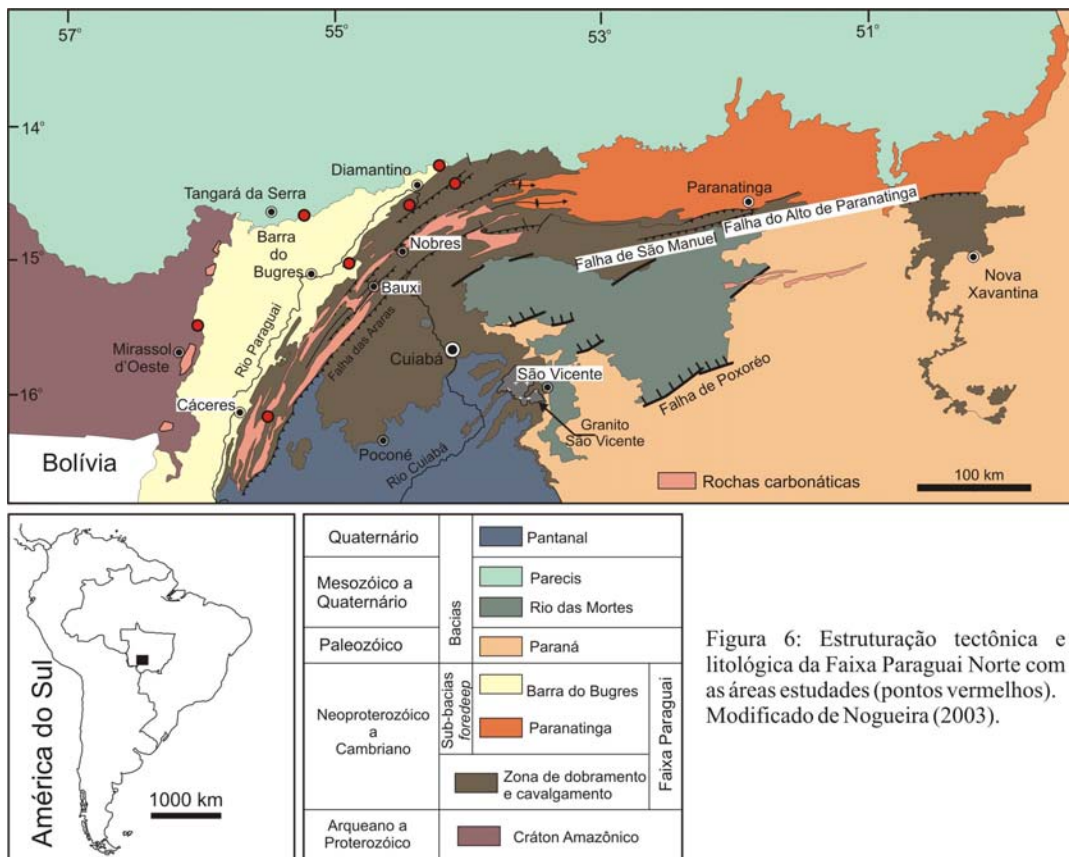 57°
55°
53°
51°
14°
Diamantino
Tangará da Serra
Paranatinga
Falha do Alto de Paranatinga
Barra
do
Bugres
Nobres
Falha de São Manuel
15°
Bauxi
Nova
Xavantina
Rio Paraguai
Falha das Araras
Mirassol
d'Oeste
Cuiabá
São Vicente
Falha de Poxoréo
16°
Cáceres
Granito
São Vicente
Poconé
Rio Cuiabá
Bolívia
Rochas carbonáticas
100 km
América do Sul
1000 km
Quaternário
Pantanal
Mesozóico a
Quaternário
Bacias
Parecis
Rio das Mortes
Paleozóico
Paraná
Neoproterozóico
a
Cambriano
Sub-bacias
foredeep
Barra do Bugres
Paranatinga
Faixa Paraguai
Zona de dobramento
e cavalgamento
Arqueano a
Proterozóico
Cráton Amazônico
Figura 6: Estruturação tectônica e
litológica da Faixa Paraguai Norte com
as áreas estudadas (pontos vermelhos).
Modificado de Nogueira (2003).